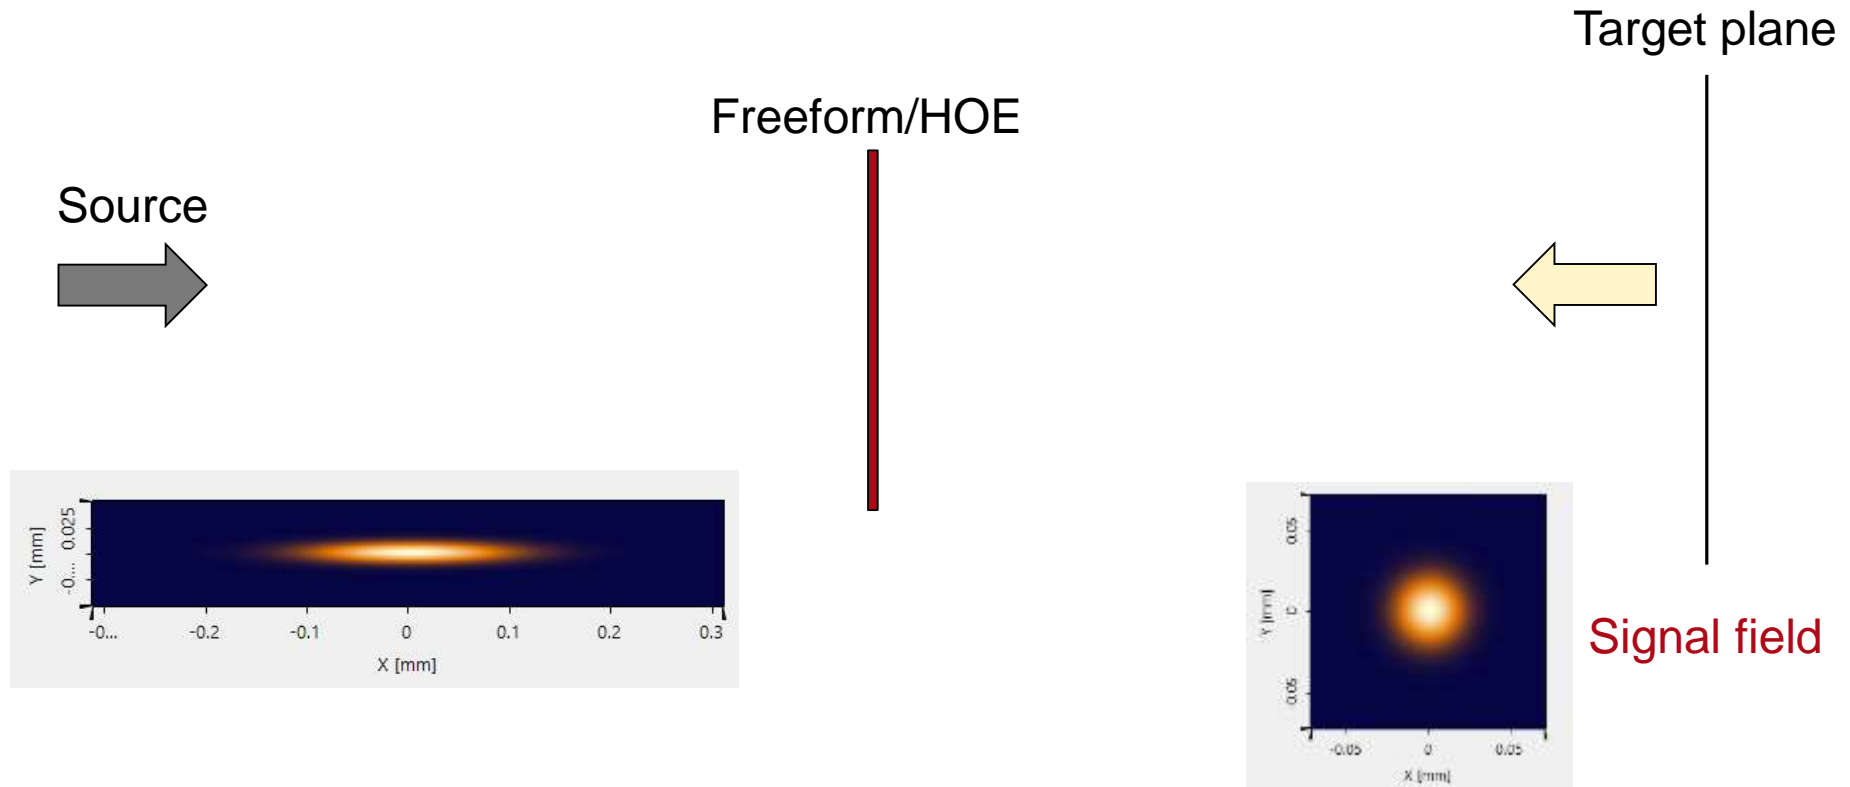 Target plane
Freeform/HOE
Source
Y [mm]
-0.... 0.025
-0... -0.2 -0.1 0 0.1 0.2 0.3
X [mm]
Y [mm]
-0.05 0 0.05
-0.05 0 0.05
X [mm]
Signal field